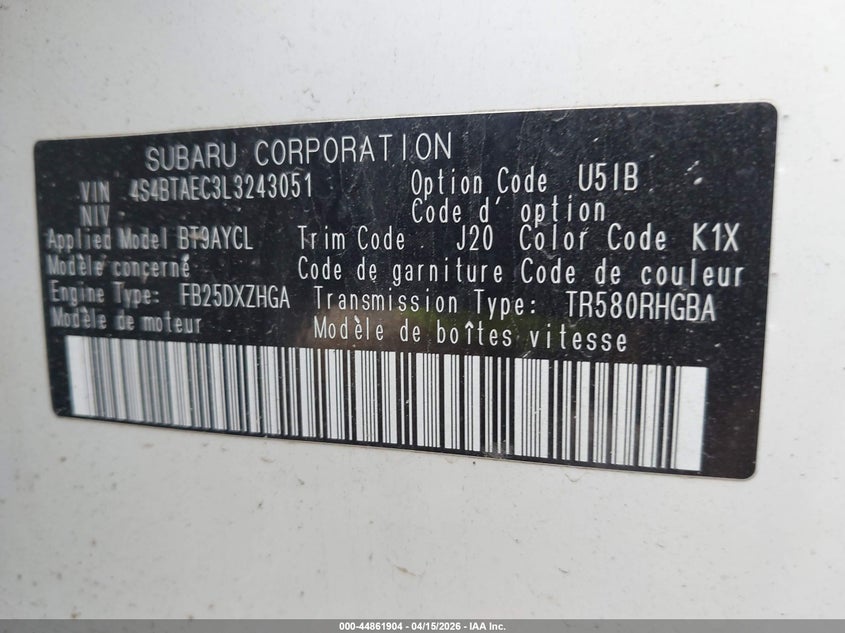 SUBARU CORPORATION
VIN 4S4BTAEC3L3243051 Option Code U5IB
NIV Code d' option
Applied Model BT9AYCL Trim Code J20 Color Code K1X
Modèle concerné Code de garniture Code de couleur
Engine Type: FB25DXZHGA Transmission Type: TR580RHGBA
Modèle de moteur Modèle de boîtes vitesse
000-44861904 - 04/15/2026 - IAA Inc.